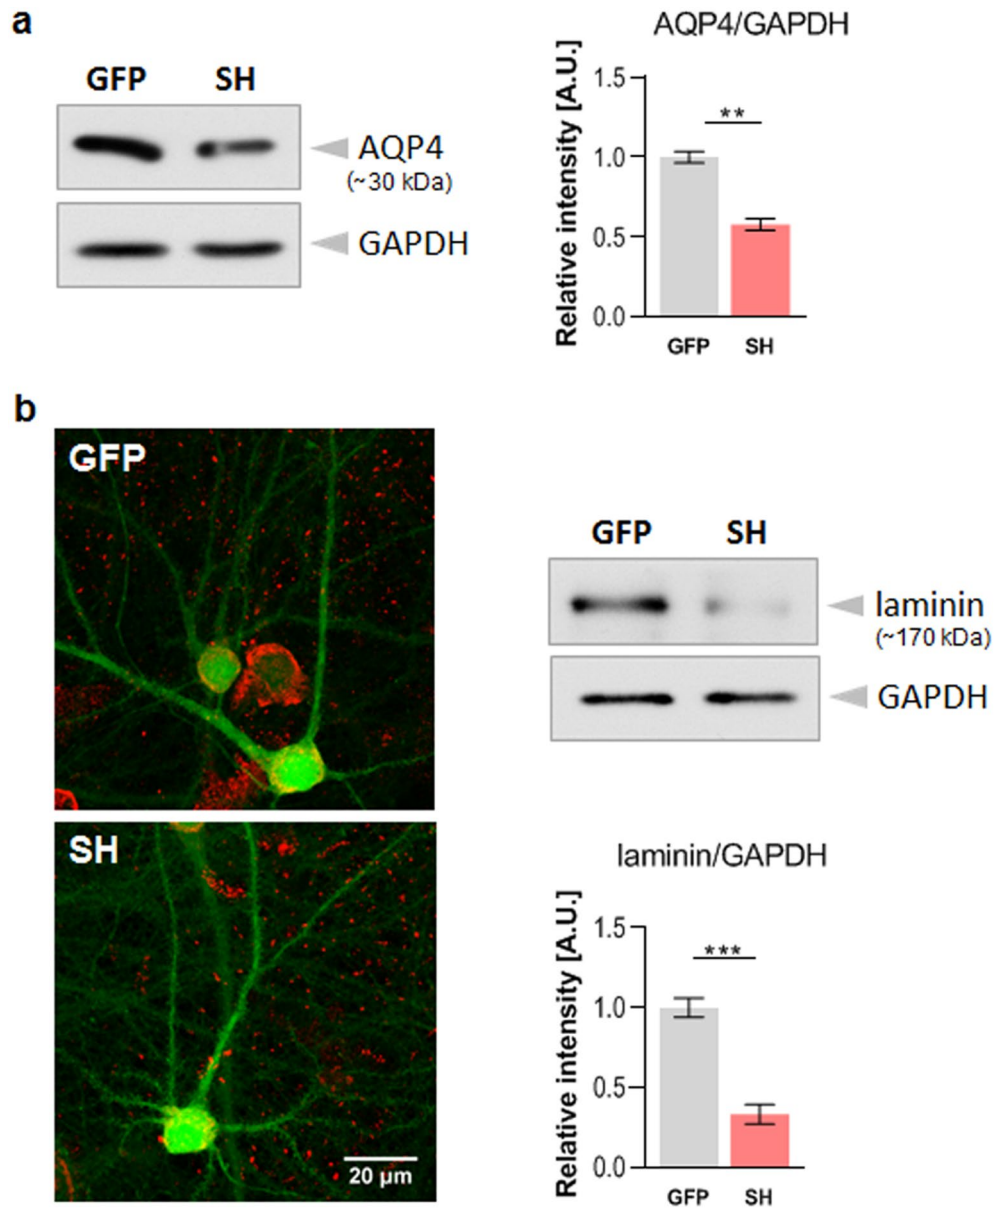 a
GFP SH
AQP4
(~30 kDa)
GAPDH
AQP4/GAPDH
Relative intensity [A.U.]
1.5
**
1.0
0.5
0.0
GFP SH
b
GFP
SH
20 µm
GFP SH
laminin
(~170 kDa)
GAPDH
laminin/GAPDH
Relative intensity [A.U.]
1.5
***
1.0
0.5
0.0
GFP SH